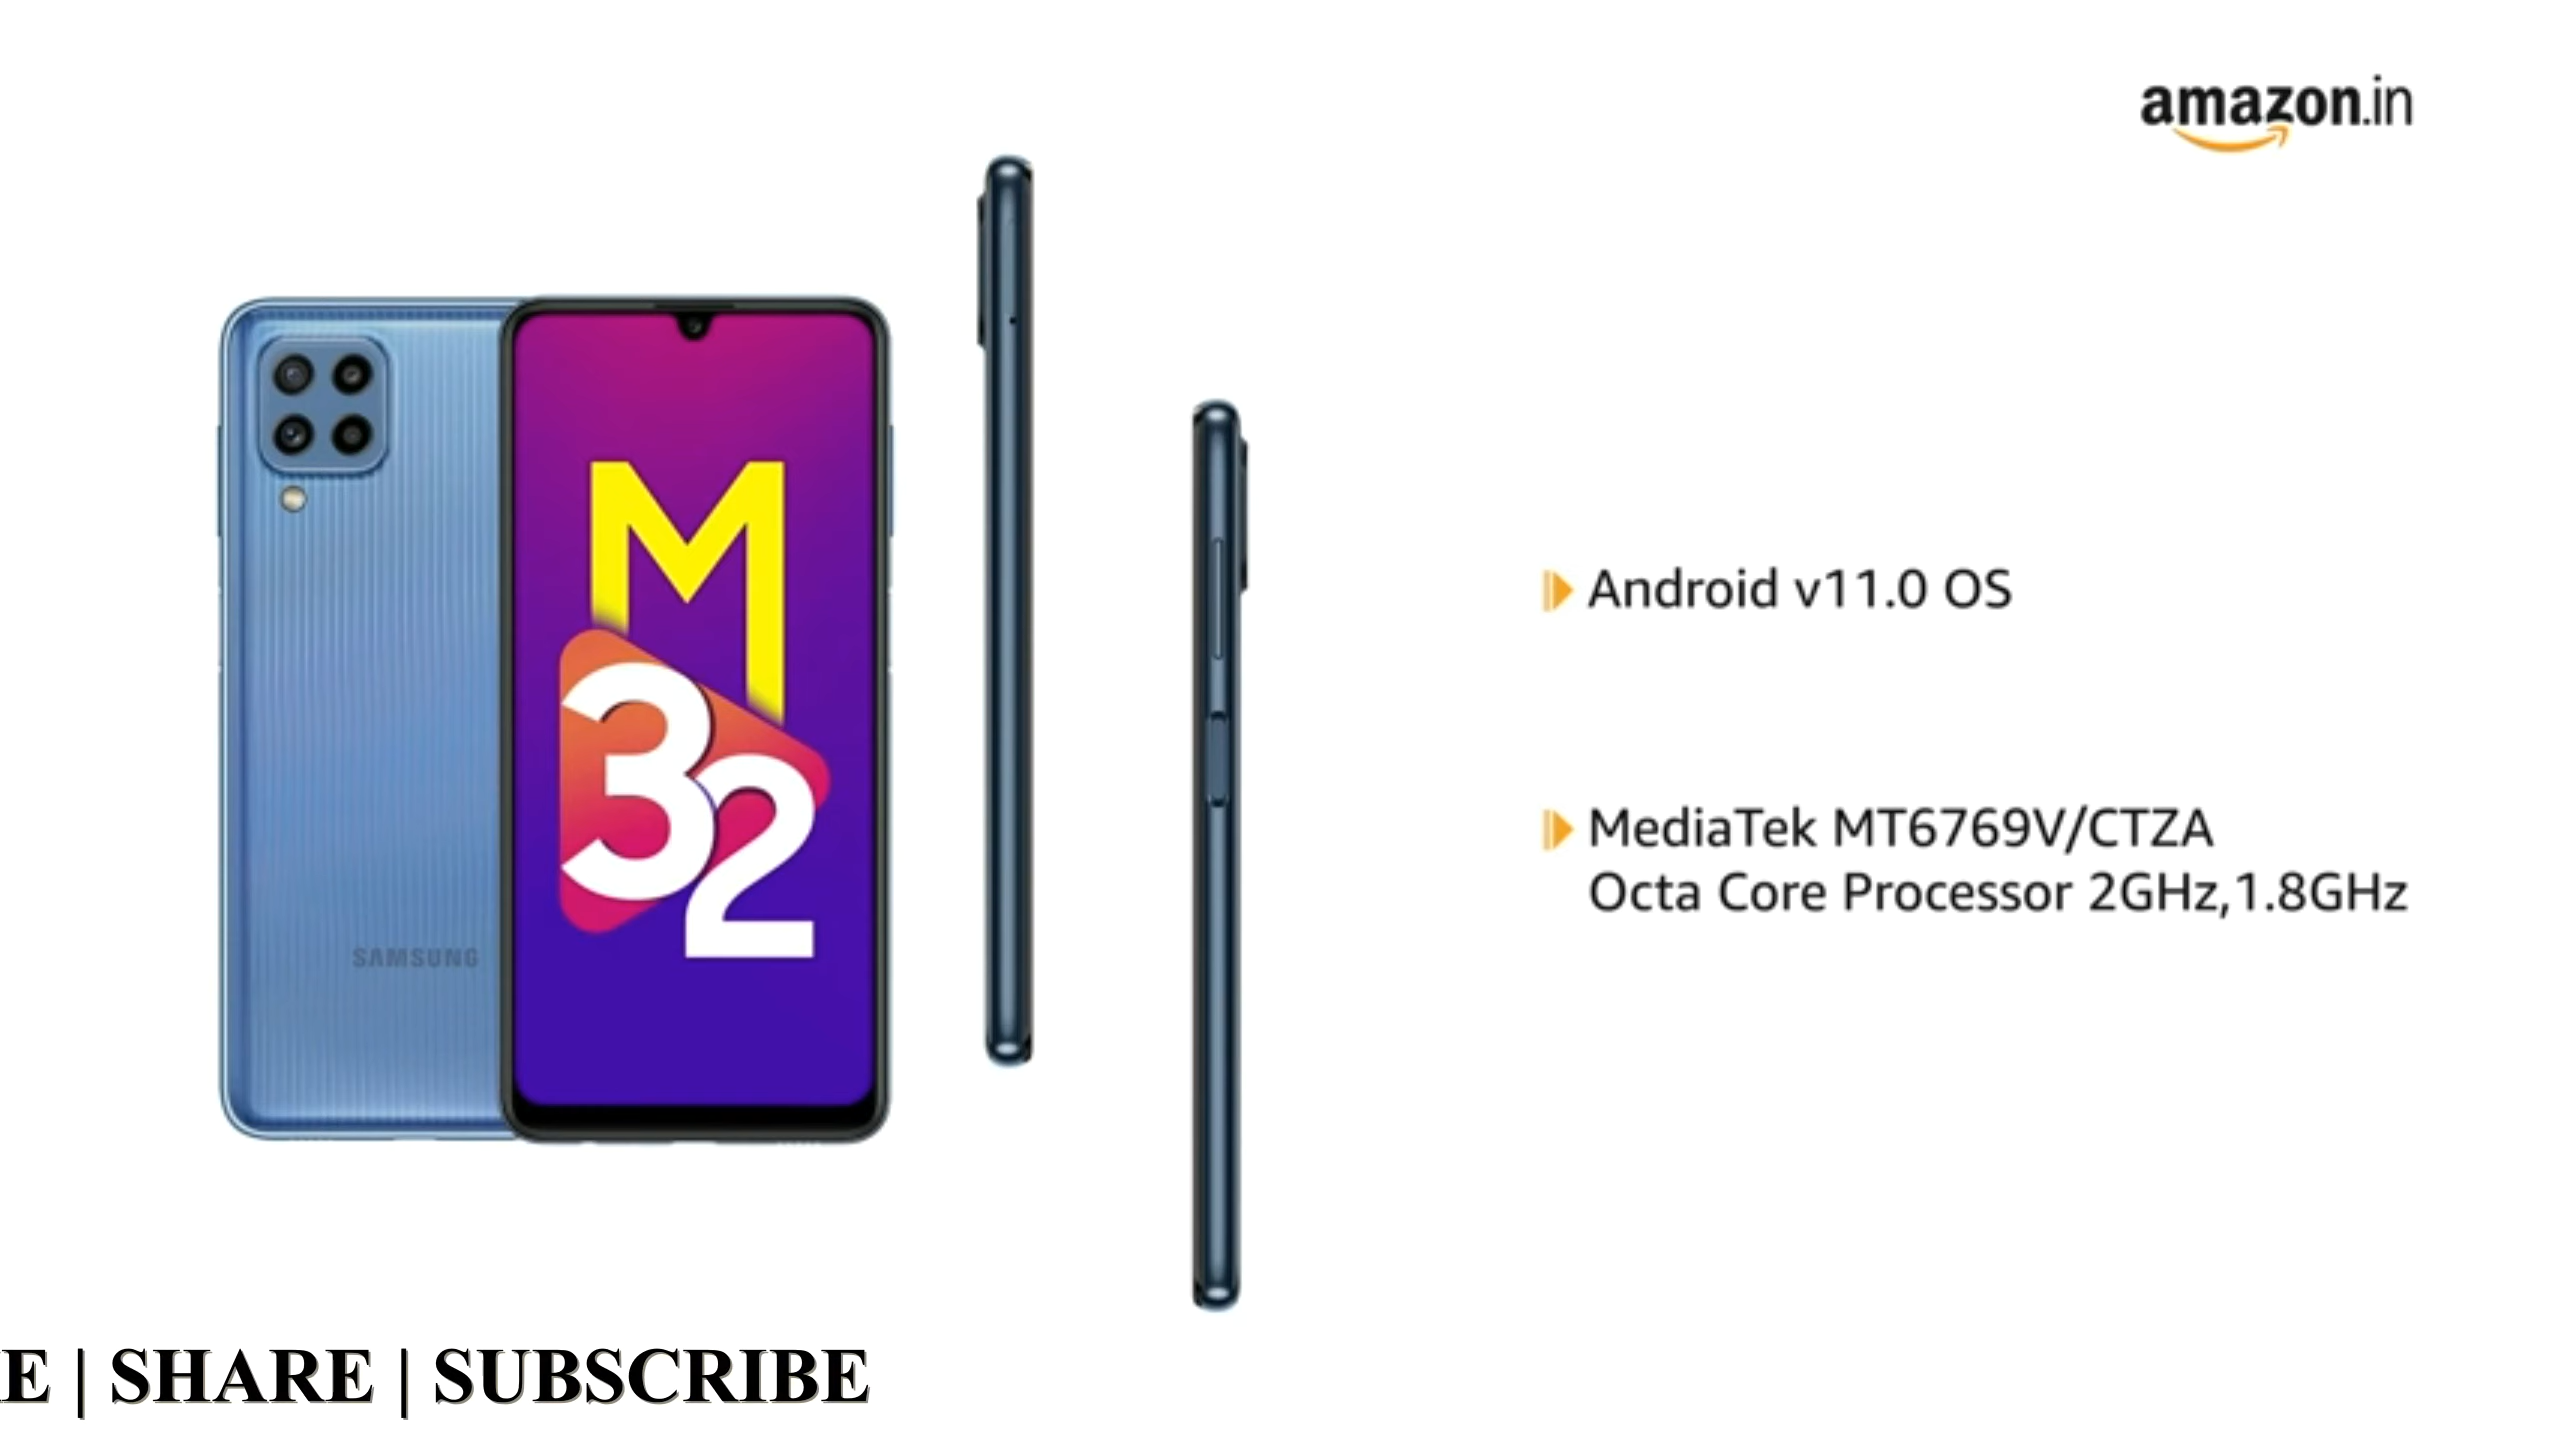 amazon.in
M
32
SAMSUNG
Android v11.0 OS
MediaTek MT6769V/CTZA
Octa Core Processor 2GHz,1.8GHz
E | SHARE | SUBSCRIBE